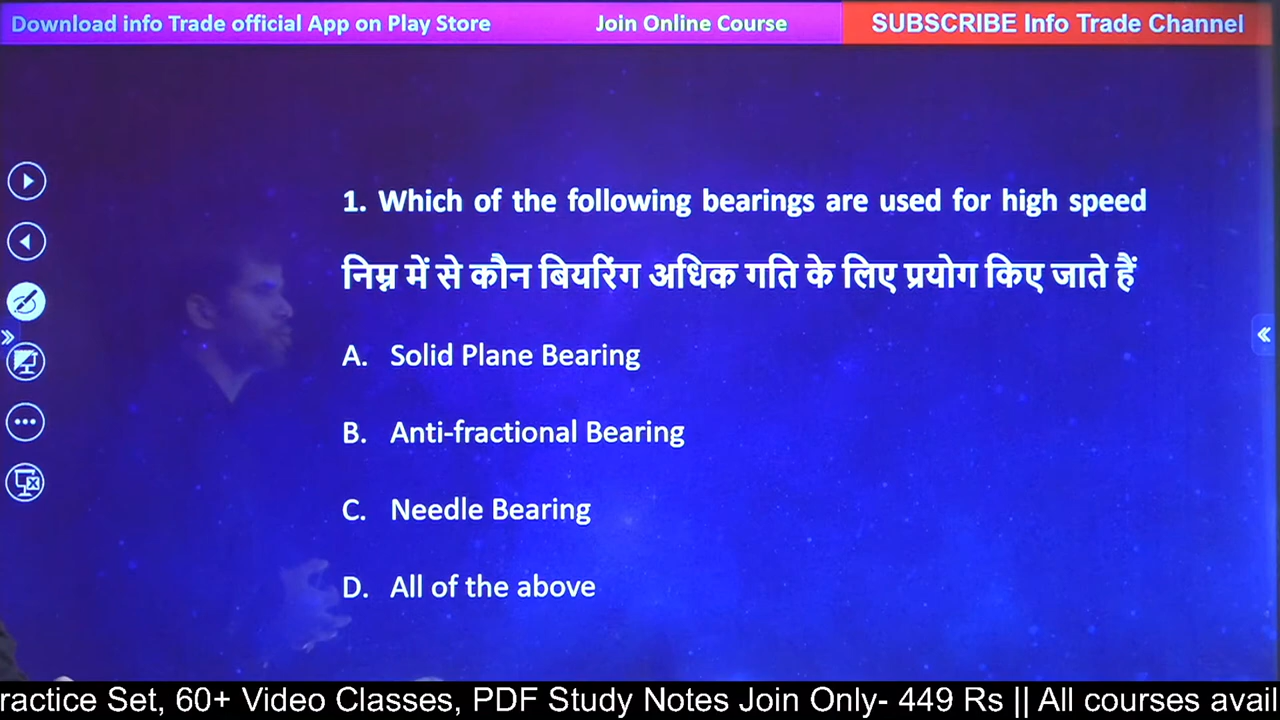 Download info Trade official App on Play Store
Join Online Course
SUBSCRIBE Info Trade Channel
1. Which of the following bearings are used for high speed
निम्न में से कौन बियरिंग अधिक गति के लिए प्रयोग किए जाते हैं
A. Solid Plane Bearing
B. Anti-fractional Bearing
C. Needle Bearing
D. All of the above
ractice Set, 60+ Video Classes, PDF Study Notes Join Only- 449 Rs || All courses avail